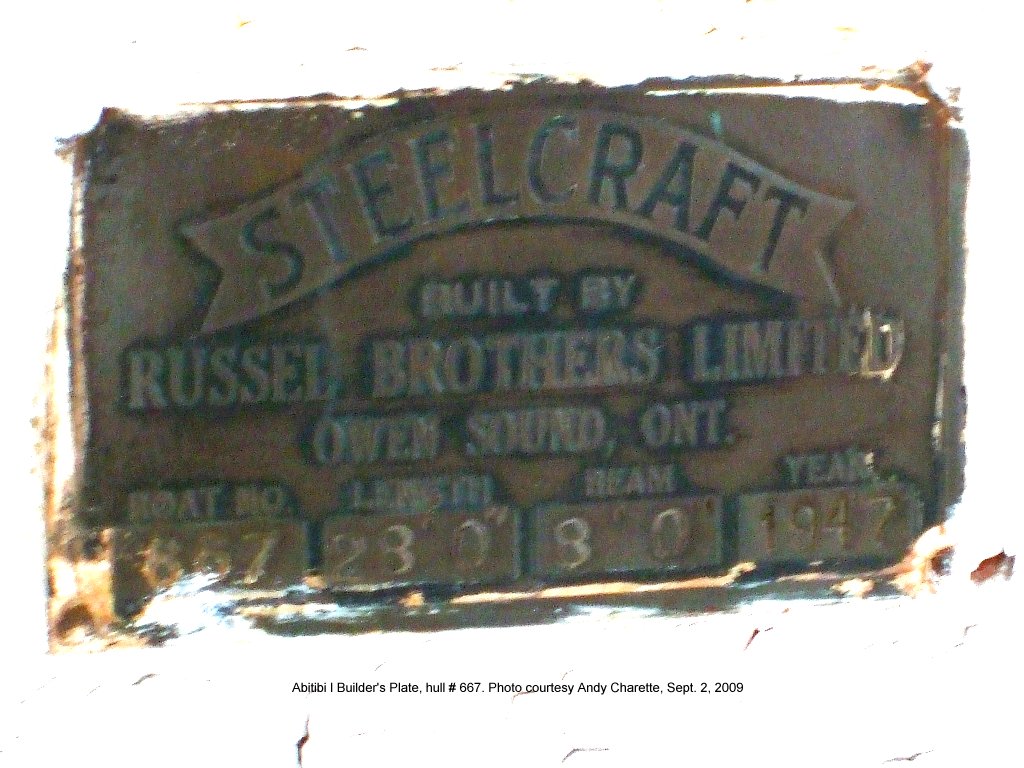 STEELCRAFT
BUILT BY
RUSSEL BROTHERS LIMITED
OWEN SOUND, ONT.
BOAT NO. LENGTH BEAM YEAR
667 28'0" 8'0" 1947
Abitibi I Builder's Plate, hull # 667. Photo courtesy Andy Charette, Sept. 2, 2009